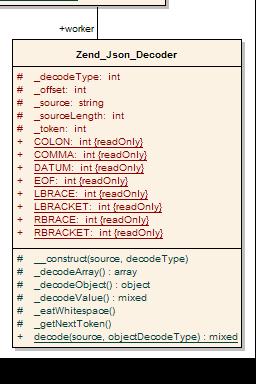 +worker
Zend_Json_Decoder
# _decodeType: int
# _offset: int
# _source: string
# _sourceLength: int
# _token: int
+ COLON: int {readOnly}
+ COMMA: int {readOnly}
+ DATUM: int {readOnly}
+ EOF: int {readOnly}
+ LBRACE: int {readOnly}
+ LBRACKET: int {readOnly}
+ RBRACE: int {readOnly}
+ RBRACKET: int {readOnly}
# __construct(source, decodeType)
# _decodeArray() : array
# _decodeObject() : object
# _decodeValue() : mixed
# _eatWhitespace()
# _getNextToken()
+ decode(source, objectDecodeType) : mixed